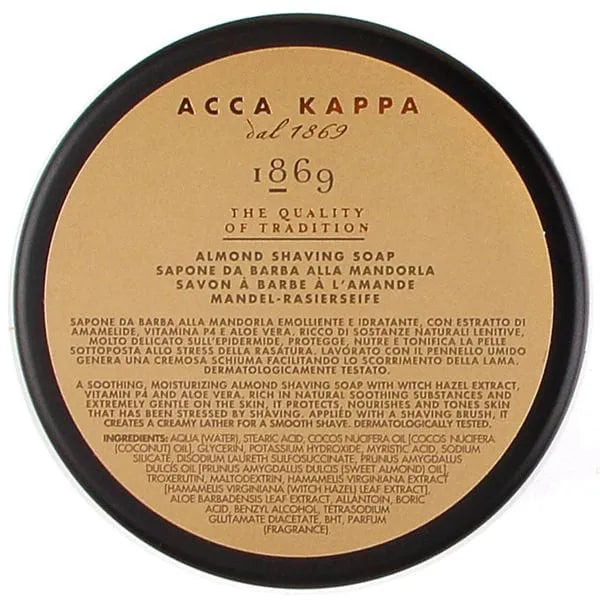 ACCA KAPPA
dal 1869
1869
THE QUALITY
OF TRADITION
ALMOND SHAVING SOAP
SAPONE DA BARBA ALLA MANDORLA
SAVON À BARBE À L'AMANDE
MANDEL-RASIERSEIFE
SAPONE DA BARBA ALLA MANDORLA EMOLLIENTE E IDRATANTE, CON ESTRATTO DI
AMAMELIDE, VITAMINA P4 E ALOE VERA. RICCO DI SOSTANZE NATURALI LENITIVE,
MOLTO DELICATO SULL'EPIDERMIDE, PROTEGGE, NUTRE E TONIFICA LA PELLE
SOTTOPOSTA ALLO STRESS DELLA RASATURA. LAVORATO CON IL PENNELLO UMIDO
GENERA UNA CREMOSA SCHIUMA FACILITANDO LO SCORRIMENTO DELLA LAMA.
DERMATOLOGICAMENTE TESTATO.
A SOOTHING, MOISTURIZING ALMOND SHAVING SOAP WITH WITCH HAZEL EXTRACT,
VITAMIN P4 AND ALOE VERA. RICH IN NATURAL SOOTHING SUBSTANCES AND
EXTREMELY GENTLE ON THE SKIN, IT PROTECTS, NOURISHES AND TONES SKIN
THAT HAS BEEN STRESSED BY SHAVING. APPLIED WITH A SHAVING BRUSH, IT
CREATES A CREAMY LATHER FOR A SMOOTH SHAVE. DERMATOLOGICALLY TESTED.
INGREDIENTS: AQUA (WATER), STEARIC ACID, COCOS NUCIFERA OIL [COCOS NUCIFERA
(COCONUT) OIL], GLYCERIN, POTASSIUM HYDROXIDE, MYRISTIC ACID, SODIUM
SILICATE, DISODIUM LAURETH SULFOSUCCINATE, PRUNUS AMYGDALUS
DULCIS OIL [PRUNUS AMYGDALUS DULCIS (SWEET ALMOND) OIL],
TROXERUTIN, MALTODEXTRIN, HAMAMELIS VIRGINIANA EXTRACT
[HAMAMELIS VIRGINIANA (WITCH HAZEL) LEAF EXTRACT],
ALOE BARBADENSIS LEAF EXTRACT, ALLANTOIN, BORIC
ACID, BENZYL ALCOHOL, TETRASODIUM
GLUTAMATE DIACETATE, BHT, PARFUM
(FRAGRANCE).